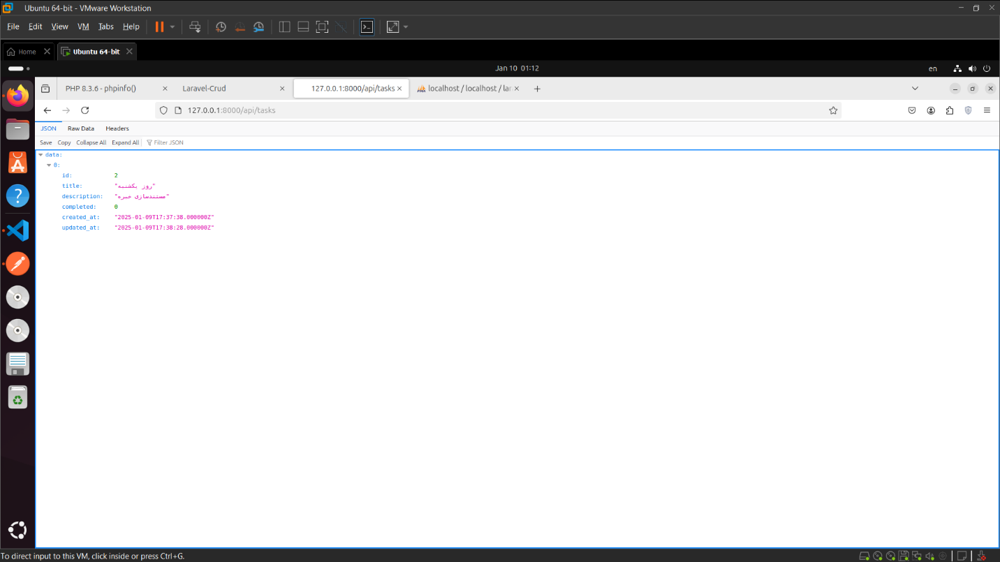 Ubuntu 64-bit - VMware Workstation
File Edit View VM Tabs Help
Home Ubuntu 64-bit
Jan 10 01:12 en
PHP 8.3.6 - phpinfo() Laravel-Crud 127.0.0.1:8000/api/tasks localhost / localhost / lar
127.0.0.1:8000/api/tasks
JSON Raw Data Headers
Save Copy Collapse All Expand All Filter JSON
data:
0:
id: 2
title: "روز یکشنبه"
description: "مستندسازی خبره"
completed: 0
created_at: "2025-01-09T17:37:38.000000Z"
updated_at: "2025-01-09T17:38:28.000000Z"
To direct input to this VM, click inside or press Ctrl+G.